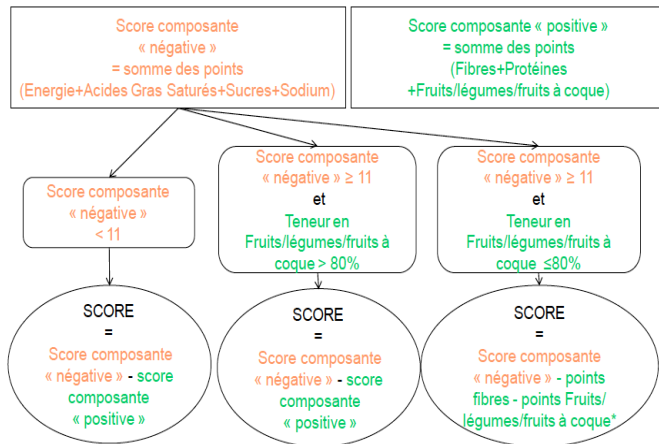 Score composante
« négative »
= somme des points
(Energie+Acides Gras Saturés+Sucres+Sodium)
Score composante « positive »
= somme des points
(Fibres+Protéines
+Fruits/légumes/fruits à coque)
Score composante
« négative »
< 11
Score composante
« négative » ≥ 11
et
Teneur en
Fruits/légumes/fruits à
coque > 80%
Score composante
« négative » ≥ 11
et
Teneur en
Fruits/légumes/fruits à
coque ≤80%
SCORE
=
Score composante
« négative » - score
composante
« positive »
SCORE
=
Score composante
« négative » - score
composante
« positive »
SCORE
=
Score composante
« négative » - points
fibres - points Fruits/
légumes/fruits à coque*